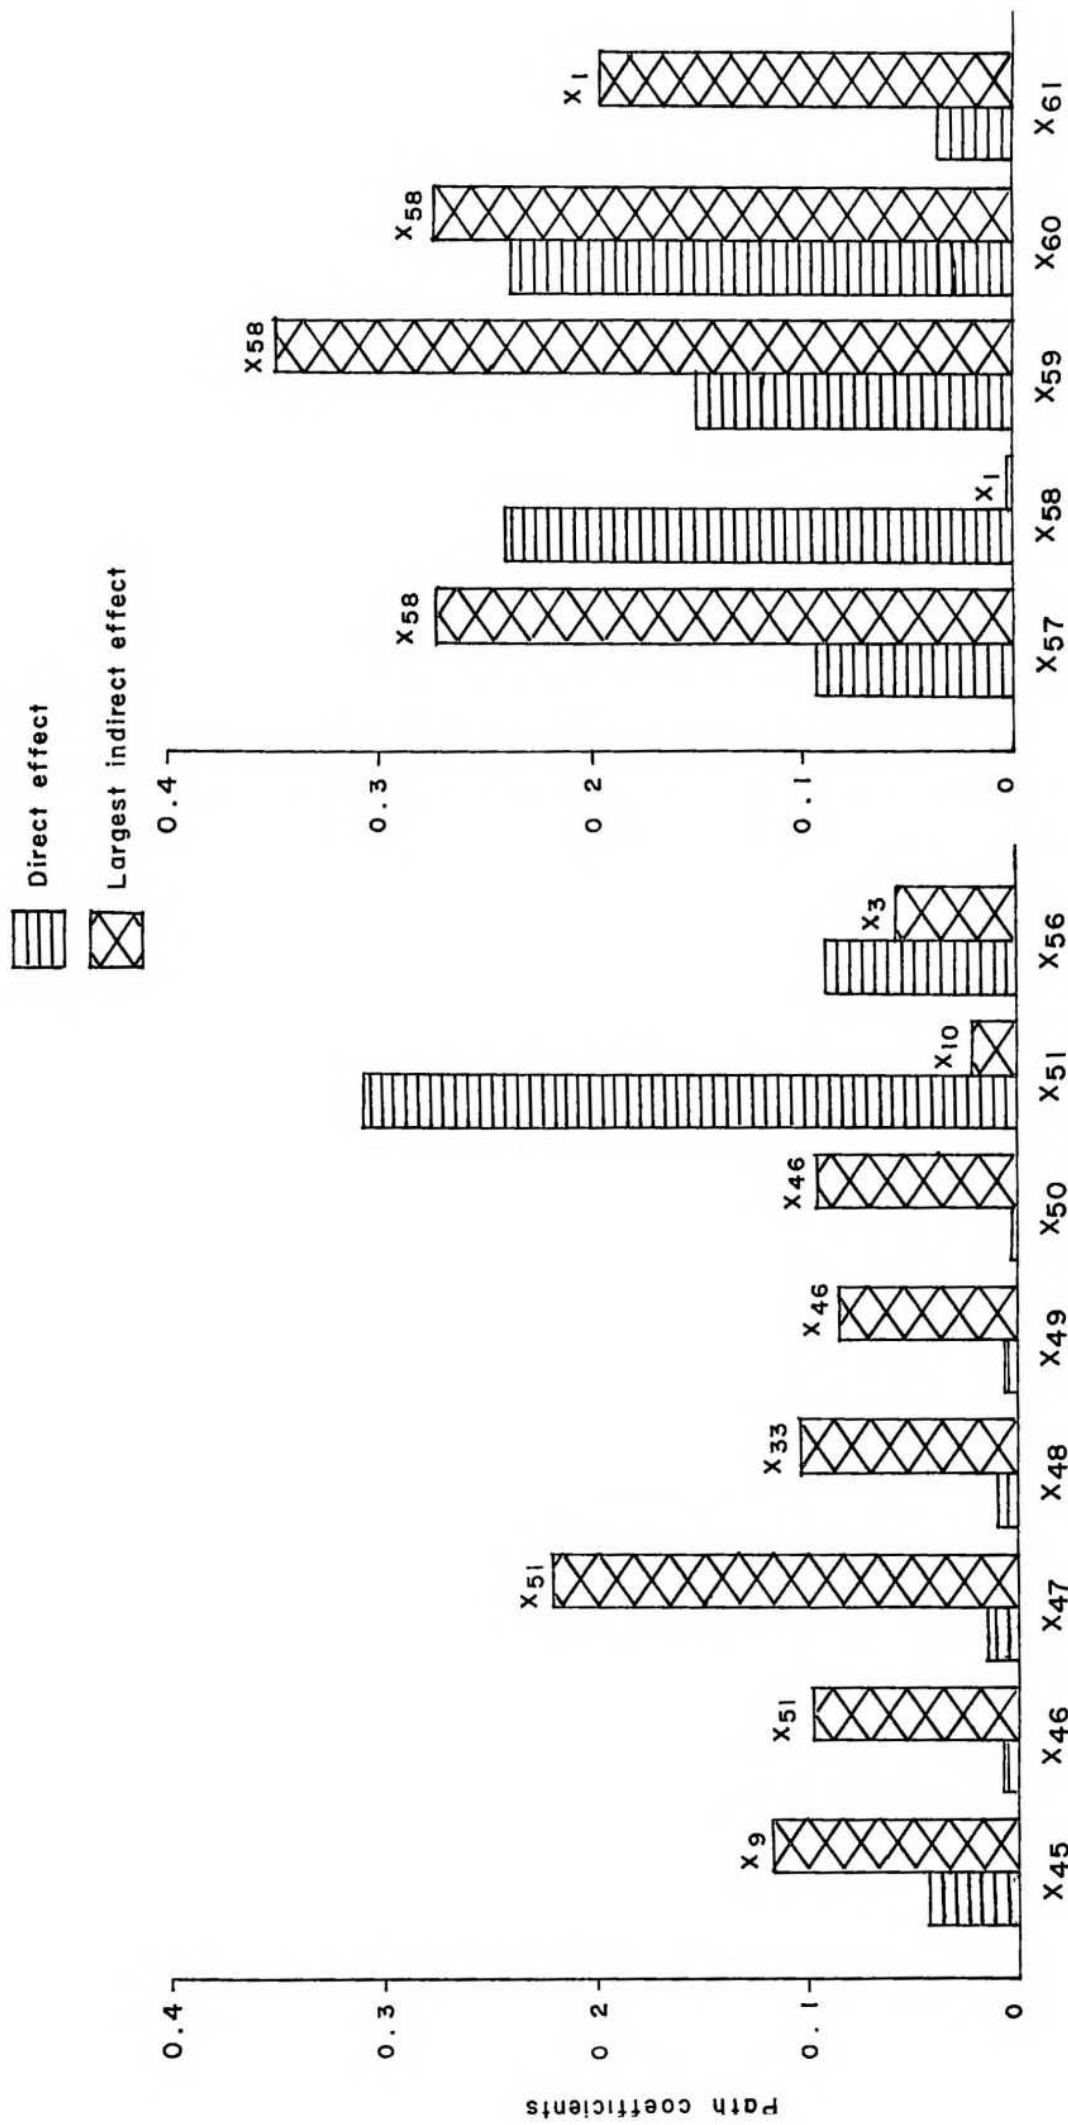 Direct effect
Largest indirect effect
Path coefficients
0.4
0.3
0.2
0.1
0
X9
X51
X51
X33
X46
X46
X10
X3
X45
X46
X47
X48
X49
X50
X51
X56
0.4
0.3
0.2
0.1
0
X58
X1
X58
X58
X1
X57
X58
X59
X60
X61